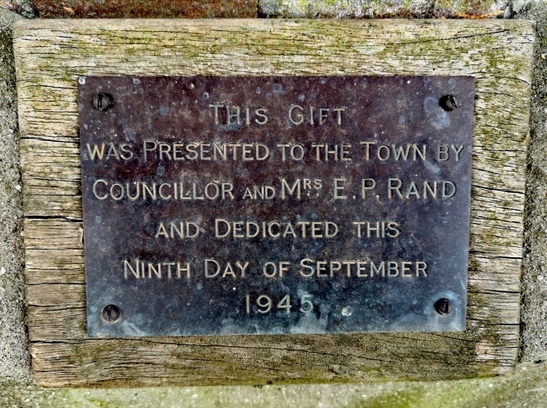 THIS GIFT
WAS PRESENTED TO THE TOWN BY
COUNCILLOR AND MRS E.P. RAND
AND DEDICATED THIS
NINTH DAY OF SEPTEMBER
1945